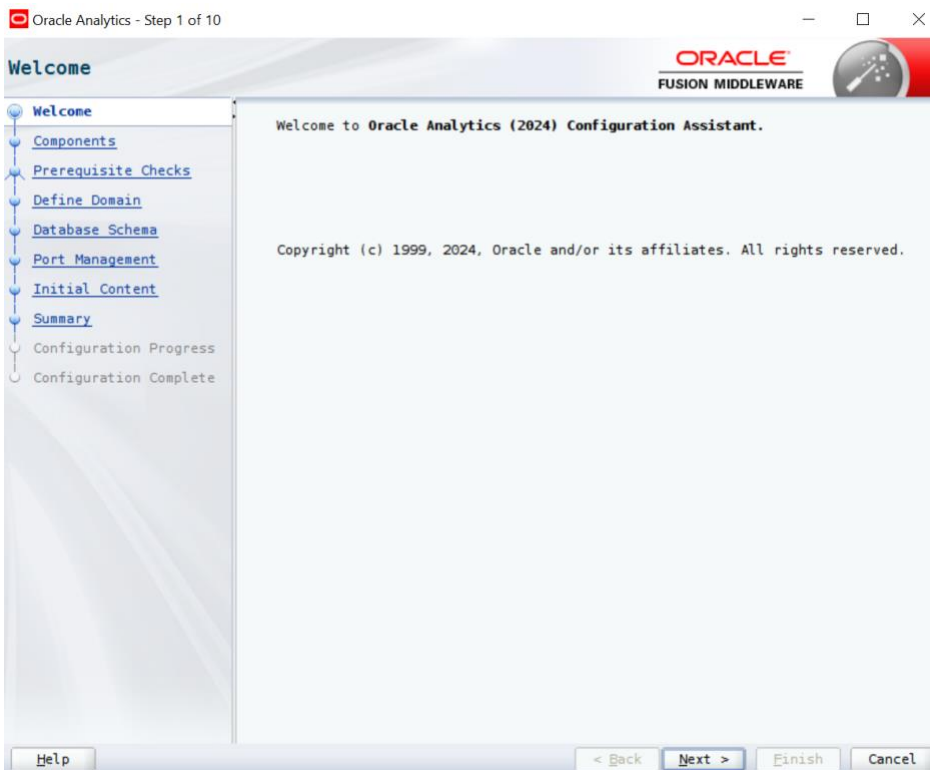 Oracle Analytics - Step 1 of 10
Welcome
ORACLE
FUSION MIDDLEWARE
Welcome
Components
Prerequisite Checks
Define Domain
Database Schema
Port Management
Initial Content
Summary
Configuration Progress
Configuration Complete
Welcome to Oracle Analytics (2024) Configuration Assistant.
Copyright (c) 1999, 2024, Oracle and/or its affiliates. All rights reserved.
Help
< Back
Next >
Finish
Cancel